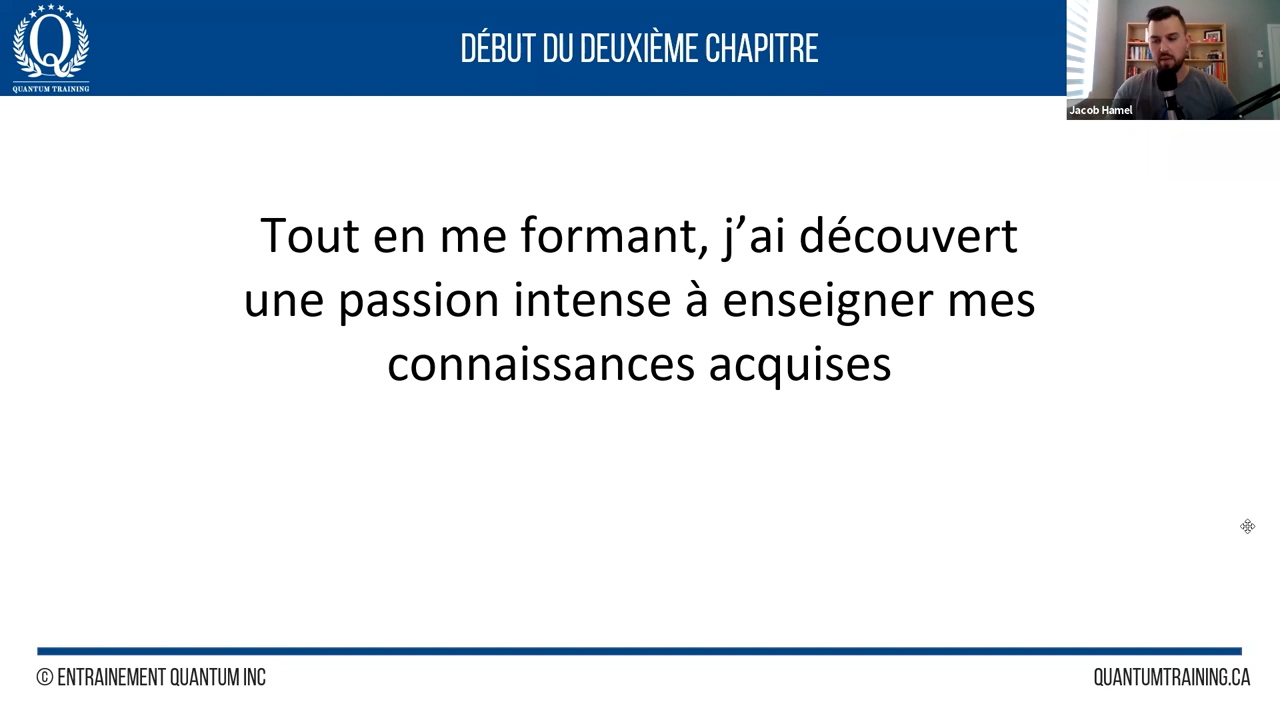 QUANTUM TRAINING
DÉBUT DU DEUXIÈME CHAPITRE
Jacob Hamel
Tout en me formant, j’ai découvert
une passion intense à enseigner mes
connaissances acquises
© ENTRAINEMENT QUANTUM INC
QUANTUMTRAINING.CA